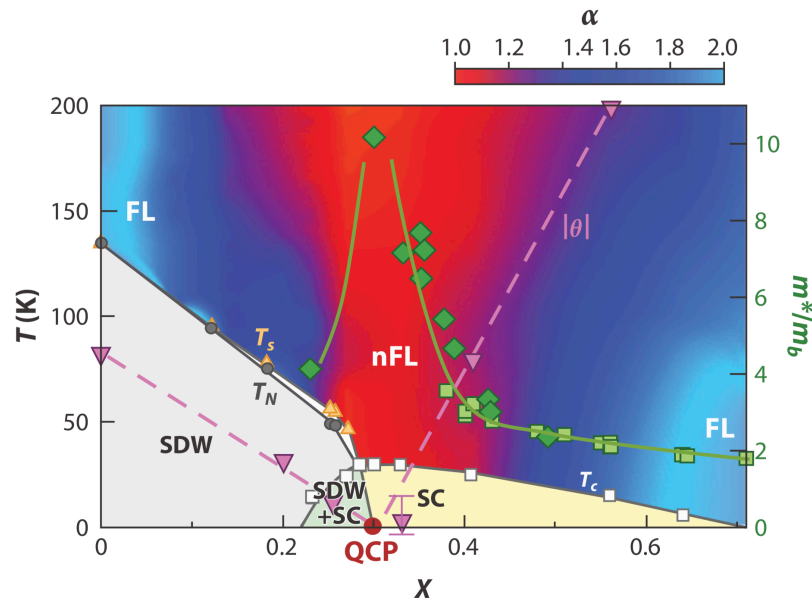 α
1.0 1.2 1.4 1.6 1.8 2.0
200
150
100
50
0
T (K)
10
8
6
4
2
0
m*/mb
FL
|θ|
Ts
TN
nFL
FL
SDW
SDW
+SC
SC
Tc
QCP
0 0.2 0.4 0.6
X